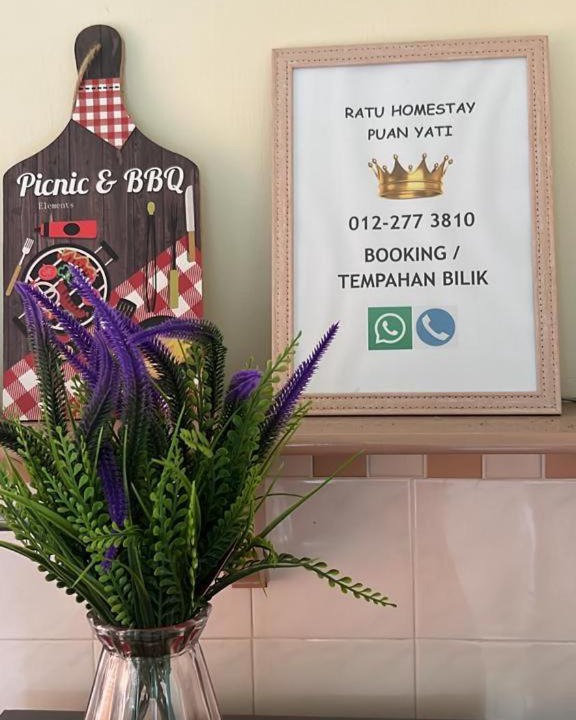 Picnic & BBQ
Elements
RATU HOMESTAY
PUAN YATI
012-277 3810
BOOKING /
TEMPAHAN BILIK